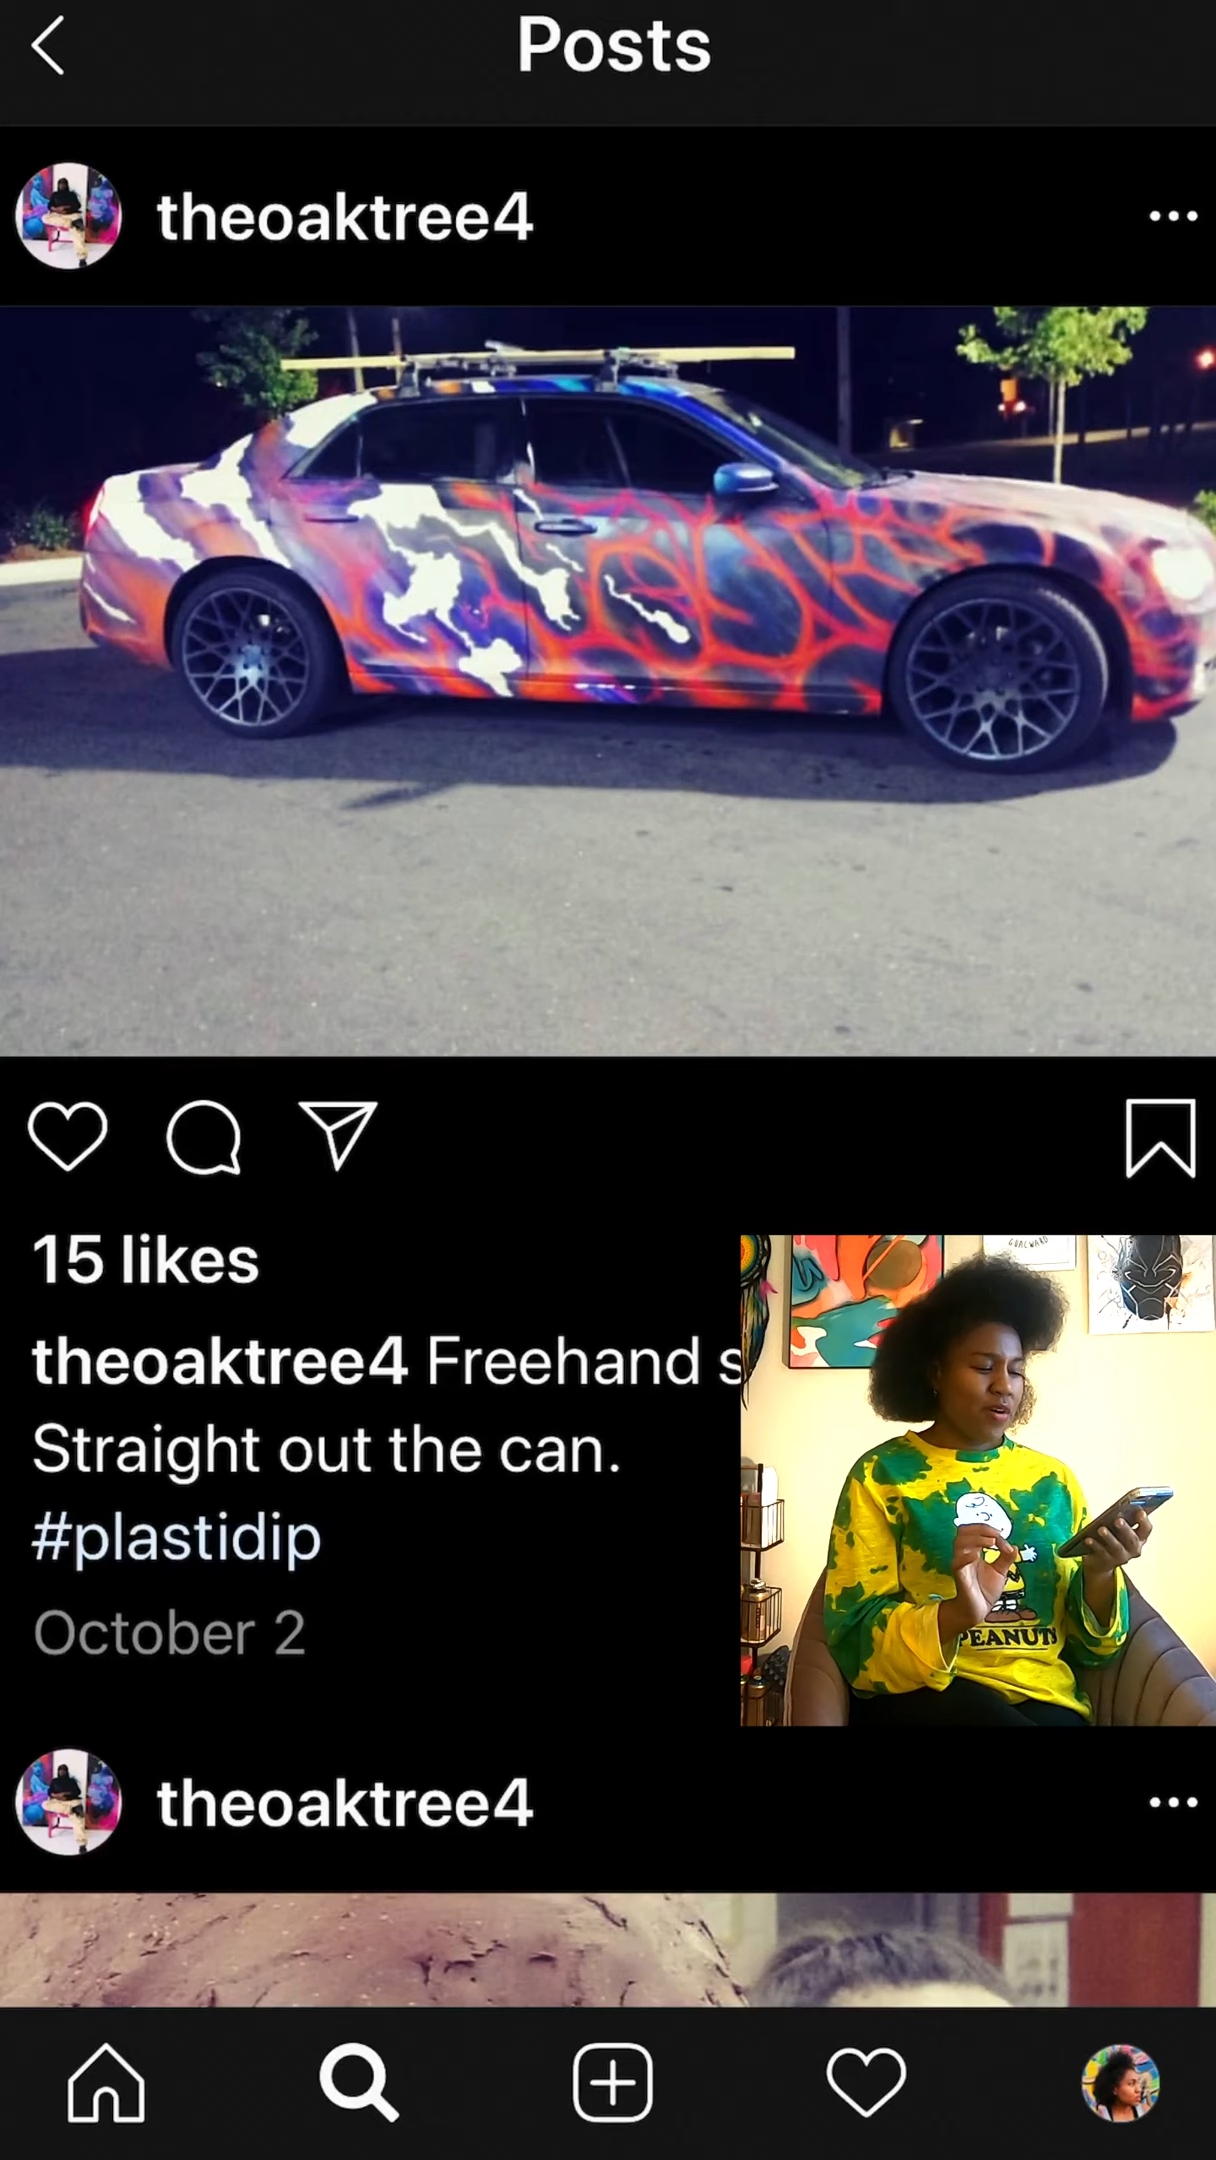 Posts
theoaktree4
15 likes
theoaktree4 Freehand s
Straight out the can.
#plastidip
October 2
PEANUTS
theoaktree4